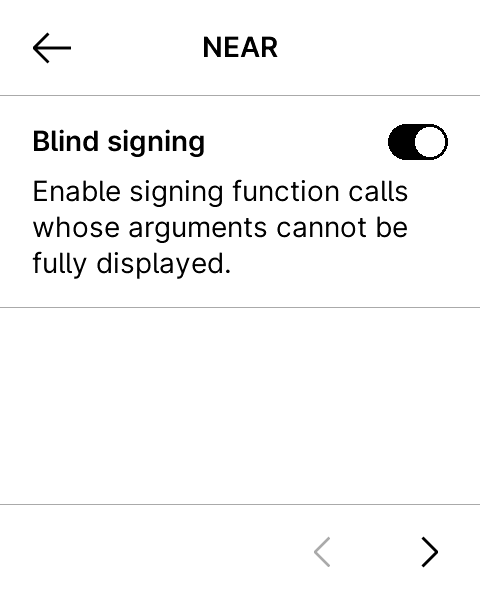 NEAR
Blind signing
Enable signing function calls
whose arguments cannot be
fully displayed.